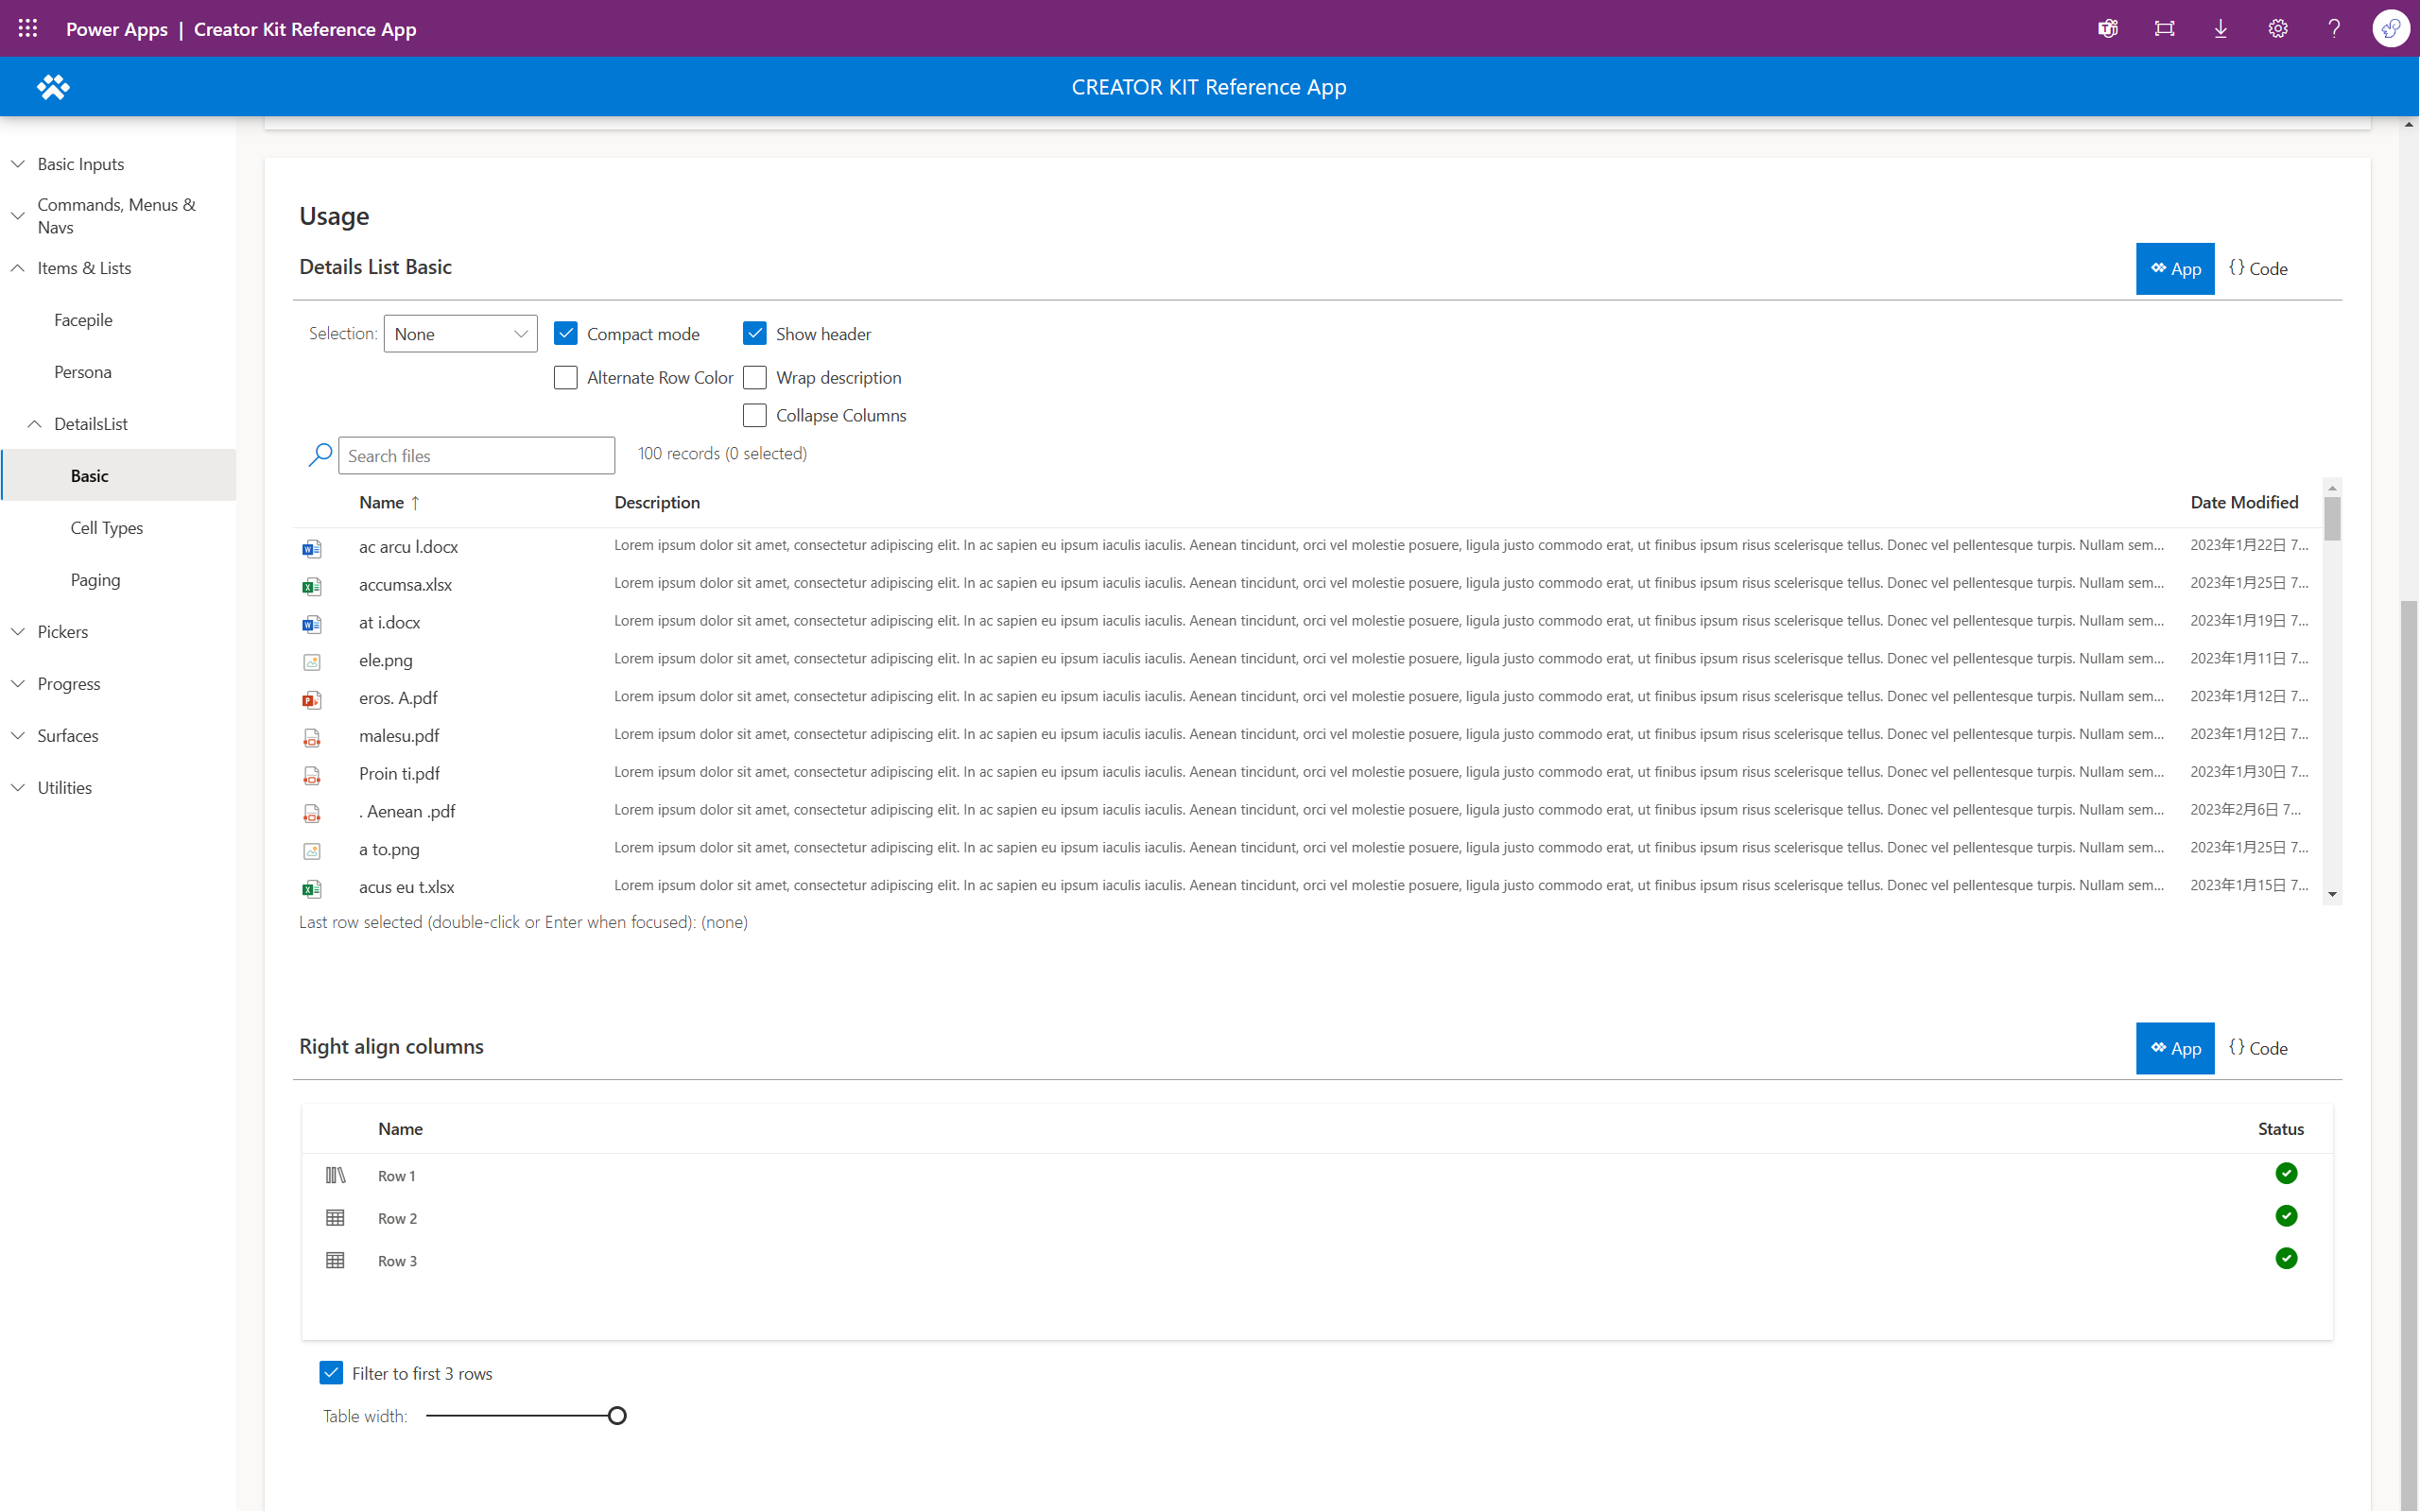 Power Apps | Creator Kit Reference App
CREATOR KIT Reference App
Basic Inputs
Commands, Menus &
Navs
Items & Lists
Facepile
Persona
DetailsList
Basic
Cell Types
Paging
Pickers
Progress
Surfaces
Utilities
Usage
Details List Basic
App
{} Code
Selection: None
Compact mode
Show header
Alternate Row Color
Wrap description
Collapse Columns
Search files
100 records (0 selected)
Name ↑ Description Date Modified
ac arcu l.docx Lorem ipsum dolor sit amet, consectetur adipiscing elit. In ac sapien eu ipsum iaculis iaculis. Aenean tincidunt, orci vel molestie posuere, ligula justo commodo erat, ut finibus ipsum risus scelerisque tellus. Donec vel pellentesque turpis. Nullam sem... 2023年1月22日 7...
accumsa.xlsx Lorem ipsum dolor sit amet, consectetur adipiscing elit. In ac sapien eu ipsum iaculis iaculis. Aenean tincidunt, orci vel molestie posuere, ligula justo commodo erat, ut finibus ipsum risus scelerisque tellus. Donec vel pellentesque turpis. Nullam sem... 2023年1月25日 7...
at i.docx Lorem ipsum dolor sit amet, consectetur adipiscing elit. In ac sapien eu ipsum iaculis iaculis. Aenean tincidunt, orci vel molestie posuere, ligula justo commodo erat, ut finibus ipsum risus scelerisque tellus. Donec vel pellentesque turpis. Nullam sem... 2023年1月19日 7...
ele.png Lorem ipsum dolor sit amet, consectetur adipiscing elit. In ac sapien eu ipsum iaculis iaculis. Aenean tincidunt, orci vel molestie posuere, ligula justo commodo erat, ut finibus ipsum risus scelerisque tellus. Donec vel pellentesque turpis. Nullam sem... 2023年1月11日 7...
eros. A.pdf Lorem ipsum dolor sit amet, consectetur adipiscing elit. In ac sapien eu ipsum iaculis iaculis. Aenean tincidunt, orci vel molestie posuere, ligula justo commodo erat, ut finibus ipsum risus scelerisque tellus. Donec vel pellentesque turpis. Nullam sem... 2023年1月12日 7...
malesu.pdf Lorem ipsum dolor sit amet, consectetur adipiscing elit. In ac sapien eu ipsum iaculis iaculis. Aenean tincidunt, orci vel molestie posuere, ligula justo commodo erat, ut finibus ipsum risus scelerisque tellus. Donec vel pellentesque turpis. Nullam sem... 2023年1月12日 7...
Proin ti.pdf Lorem ipsum dolor sit amet, consectetur adipiscing elit. In ac sapien eu ipsum iaculis iaculis. Aenean tincidunt, orci vel molestie posuere, ligula justo commodo erat, ut finibus ipsum risus scelerisque tellus. Donec vel pellentesque turpis. Nullam sem... 2023年1月30日 7...
. Aenean .pdf Lorem ipsum dolor sit amet, consectetur adipiscing elit. In ac sapien eu ipsum iaculis iaculis. Aenean tincidunt, orci vel molestie posuere, ligula justo commodo erat, ut finibus ipsum risus scelerisque tellus. Donec vel pellentesque turpis. Nullam sem... 2023年2月6日 7...
a to.png Lorem ipsum dolor sit amet, consectetur adipiscing elit. In ac sapien eu ipsum iaculis iaculis. Aenean tincidunt, orci vel molestie posuere, ligula justo commodo erat, ut finibus ipsum risus scelerisque tellus. Donec vel pellentesque turpis. Nullam sem... 2023年1月25日 7...
acus eu t.xlsx Lorem ipsum dolor sit amet, consectetur adipiscing elit. In ac sapien eu ipsum iaculis iaculis. Aenean tincidunt, orci vel molestie posuere, ligula justo commodo erat, ut finibus ipsum risus scelerisque tellus. Donec vel pellentesque turpis. Nullam sem... 2023年1月15日 7...
Last row selected (double-click or Enter when focused): (none)
Right align columns
App
{} Code
Name Status
Row 1
Row 2
Row 3
Filter to first 3 rows
Table width: